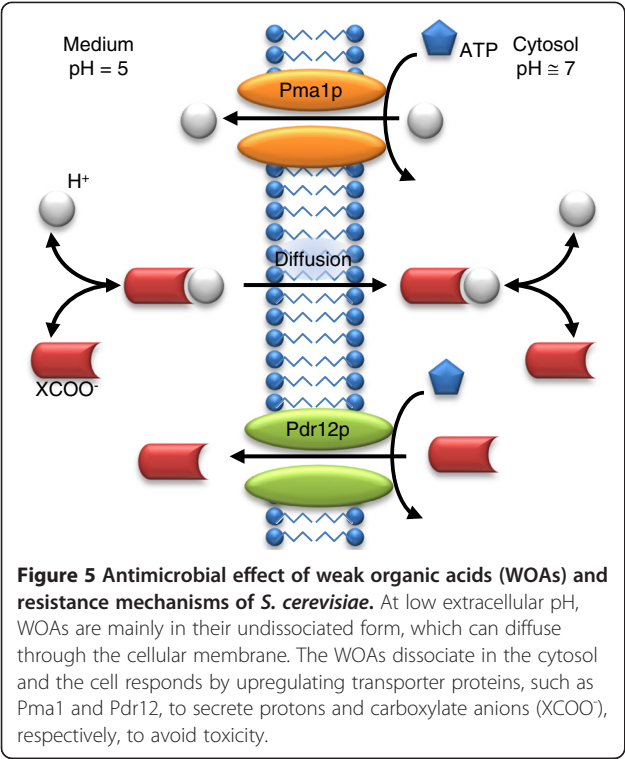 Medium
pH = 5
ATP
Cytosol
pH ≅ 7
Pma1p
H⁺
Diffusion
XCOO⁻
Pdr12p
Figure 5 Antimicrobial effect of weak organic acids (WOAs) and
resistance mechanisms of S. cerevisiae. At low extracellular pH,
WOAs are mainly in their undissociated form, which can diffuse
through the cellular membrane. The WOAs dissociate in the cytosol
and the cell responds by upregulating transporter proteins, such as
Pma1 and Pdr12, to secrete protons and carboxylate anions (XCOO⁻),
respectively, to avoid toxicity.